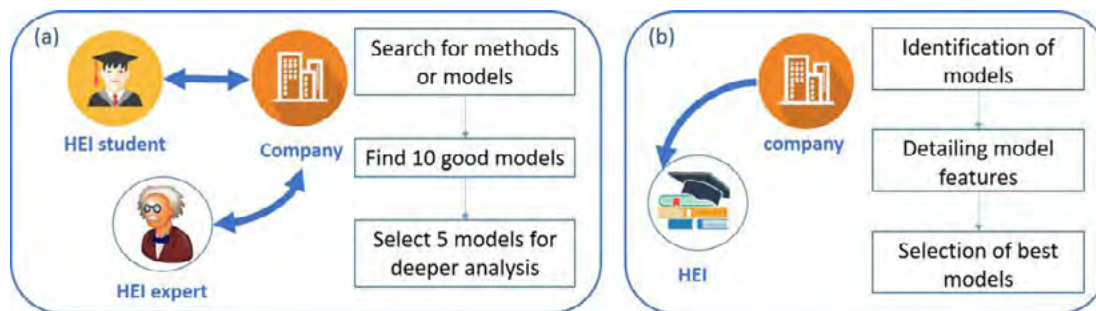 (a)
HEI student
Company
HEI expert
Search for methods
or models
Find 10 good models
Select 5 models for
deeper analysis
(b)
company
HEI
Identification of
models
Detailing model
features
Selection of best
models